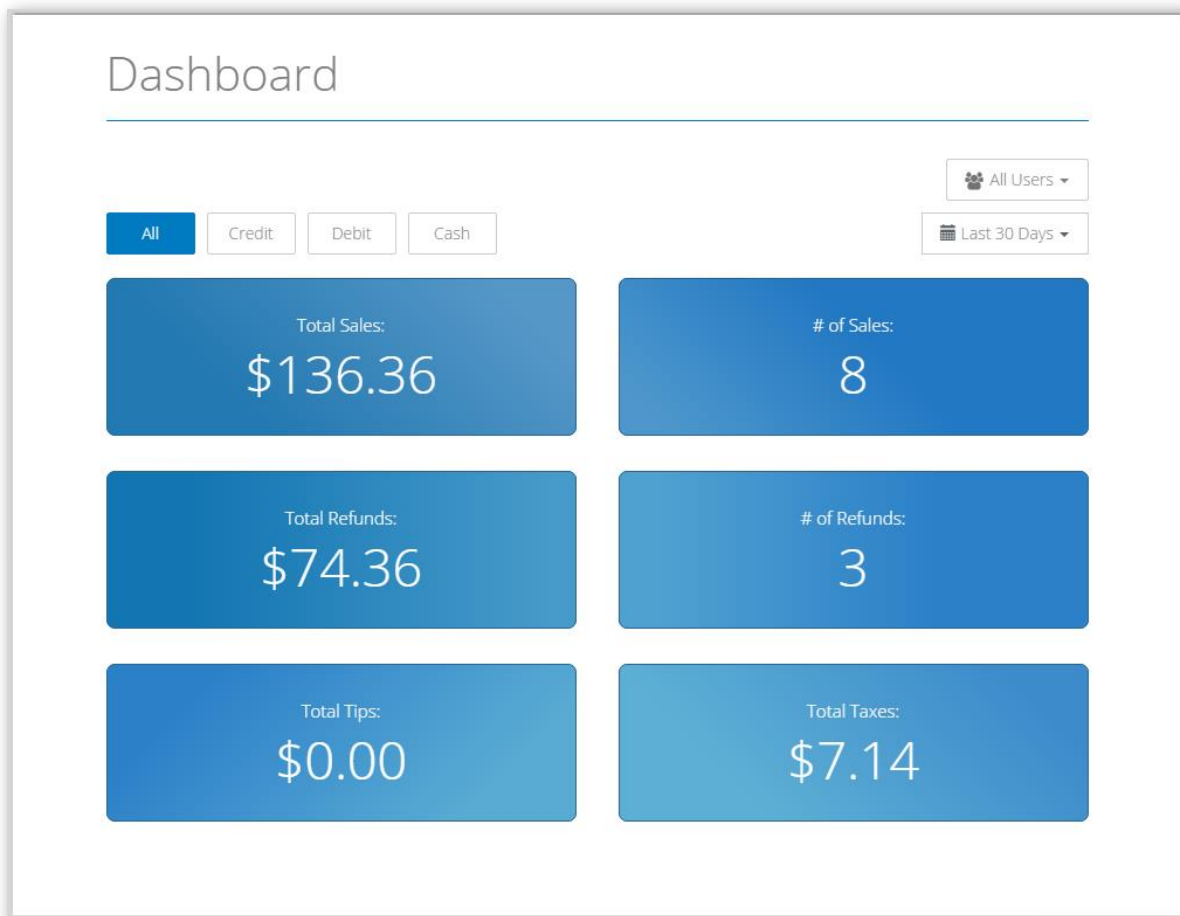 Dashboard
All Users
All Credit Debit Cash Last 30 Days
Total Sales:
$136.36
# of Sales:
8
Total Refunds:
$74.36
# of Refunds:
3
Total Tips:
$0.00
Total Taxes:
$7.14